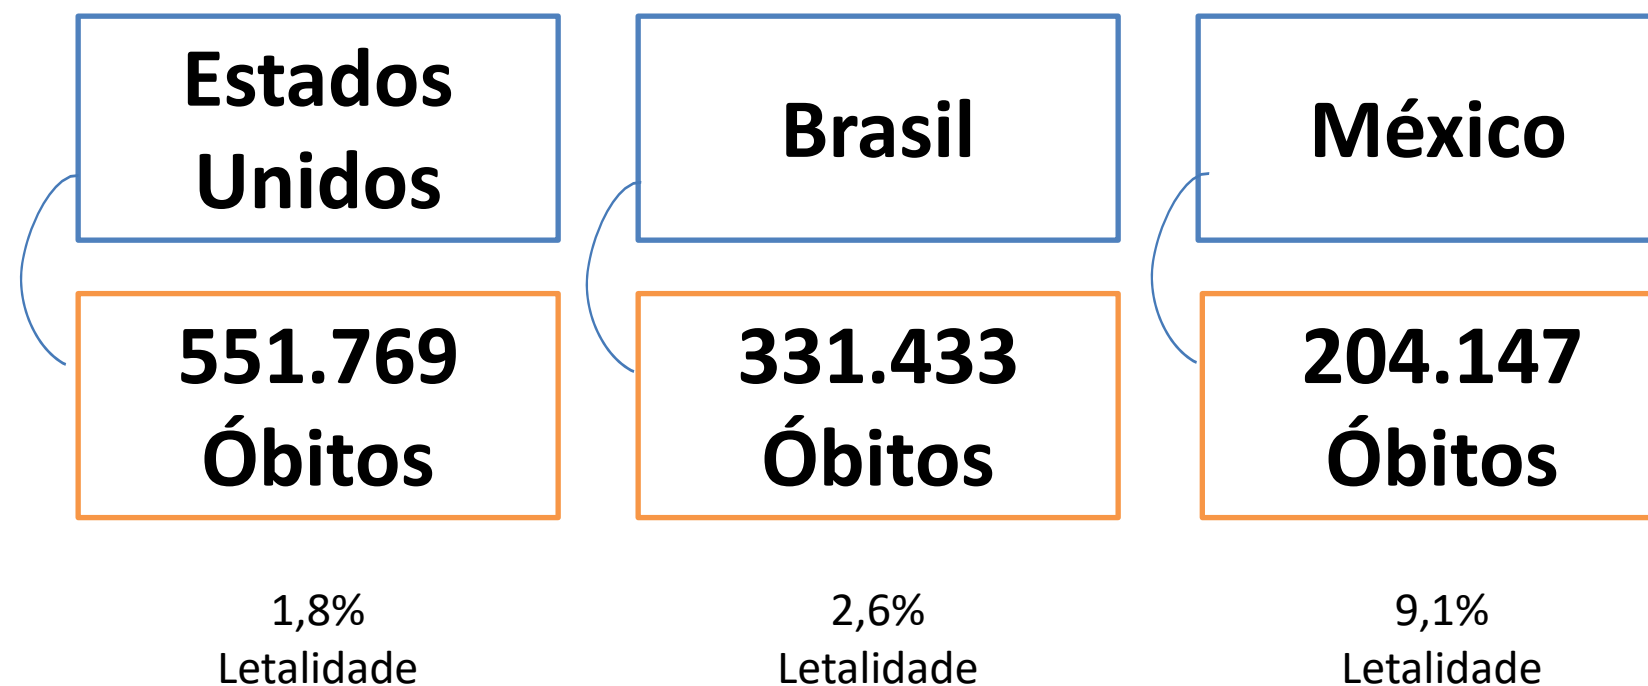 Estados
Unidos
551.769
Óbitos
1,8%
Letalidade
Brasil
331.433
Óbitos
2,6%
Letalidade
México
204.147
Óbitos
9,1%
Letalidade